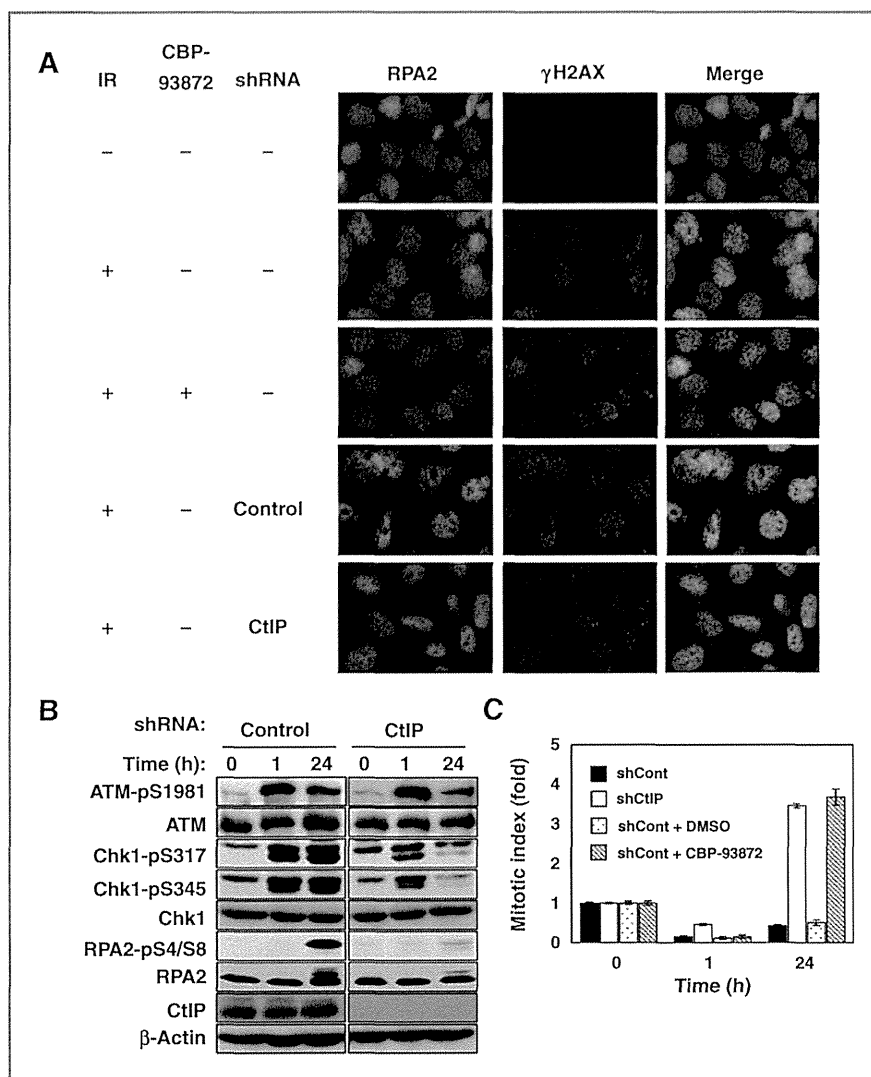 A
IR CBP-93872 shRNA RPA2 γH2AX Merge
– – –
+ – –
+ + –
+ – Control
+ – CtIP
B
shRNA: Control CtIP
Time (h): 0 1 24 0 1 24
ATM-pS1981
ATM
Chk1-pS317
Chk1-pS345
Chk1
RPA2-pS4/S8
RPA2
CtIP
β-Actin
C
Mitotic index (fold)
5
4
3
2
1
0
shCont
shCtIP
shCont + DMSO
shCont + CBP-93872
0 1 24
Time (h)